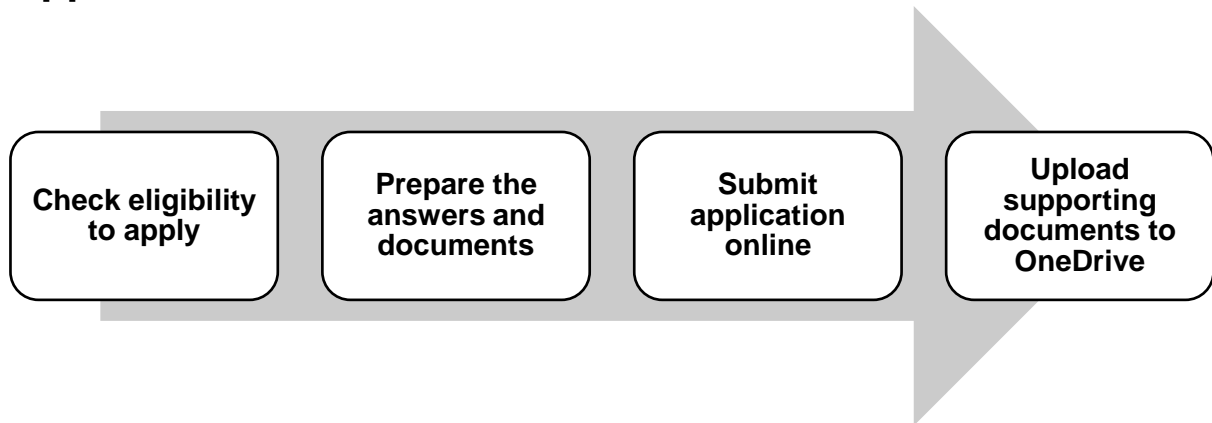 Check eligibility
to apply
Prepare the
answers and
documents
Submit
application
online
Upload
supporting
documents to
OneDrive